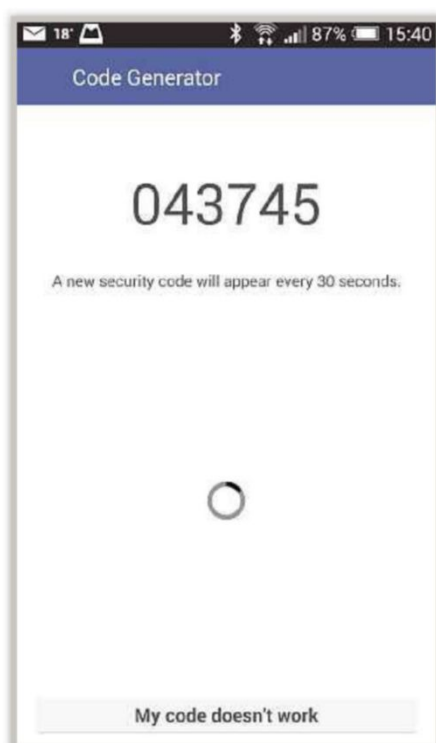 18° 87% 15:40
Code Generator
043745
A new security code will appear every 30 seconds.
My code doesn't work